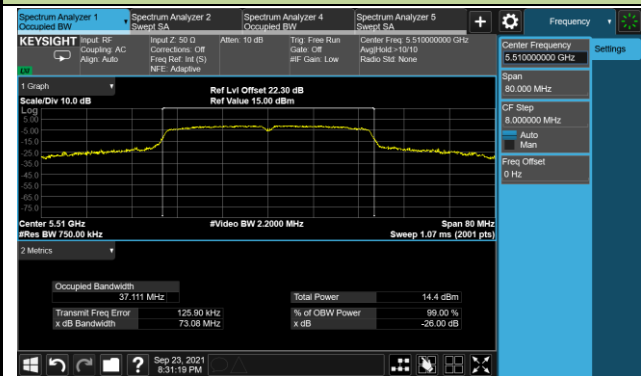 Spectrum Analyzer 1
Occupied BW
Spectrum Analyzer 2
Swept SA
Spectrum Analyzer 4
Occupied BW
Spectrum Analyzer 5
Swept SA
+
Frequency
KEYSIGHT
Input: RF
Coupling: AC
Align: Auto
Input Z: 50 Ω
Corrections: Off
Freq Ref: Int (S)
NFE: Adaptive
Atten: 10 dB
Trig: Free Run
Gate: Off
#IF Gain: Low
Center Freq: 5.510000000 GHz
Avg|Hold:>10/10
Radio Std: None
Center Frequency
5.510000000 GHz
Settings
Span
80.000 MHz
CF Step
8.000000 MHz
Auto
Man
Freq Offset
0 Hz
1 Graph
Scale/Div 10.0 dB
Ref Lvl Offset 22.30 dB
Ref Value 15.00 dBm
Log
5.00
-5.00
-15.0
-25.0
-35.0
-45.0
-55.0
-65.0
-75.0
Center 5.51 GHz
#Res BW 750.00 kHz
#Video BW 2.2000 MHz
Span 80 MHz
Sweep 1.07 ms (2001 pts)
2 Metrics
Occupied Bandwidth
37.111 MHz
Total Power 14.4 dBm
Transmit Freq Error 125.90 kHz
% of OBW Power 99.00 %
x dB Bandwidth 73.08 MHz
x dB -26.00 dB
?
Sep 23, 2021
8:31:19 PM